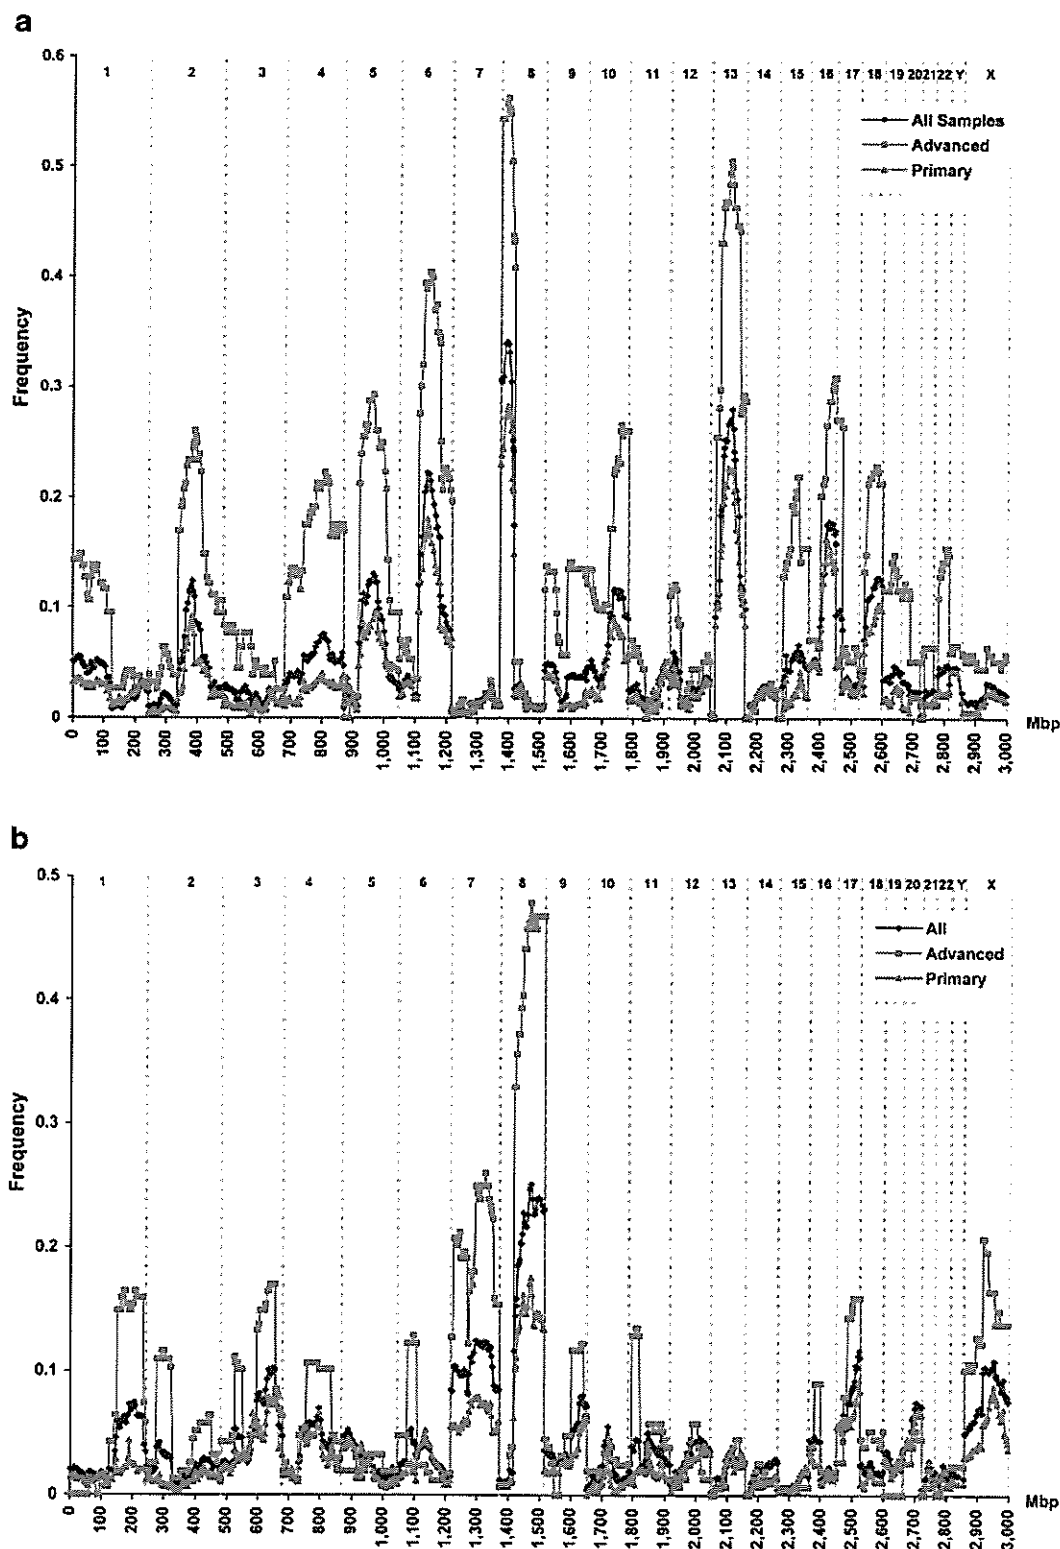 a
0.6
1 2 3 4 5 6 7 8 9 10 11 12 13 14 15 16 17 18 19 202122 Y X
All Samples
Advanced
Primary
0.5
0.4
0.3
0.2
0.1
0
Frequency
Mbp
0 100 200 300 400 500 600 700 800 900 1,000 1,100 1,200 1,300 1,400 1,500 1,600 1,700 1,800 1,900 2,000 2,100 2,200 2,300 2,400 2,500 2,600 2,700 2,800 2,900 3,000
b
0.5
1 2 3 4 5 6 7 8 9 10 11 12 13 14 15 16 17 18 19 20 2122 Y X
All
Advanced
Primary
0.4
0.3
0.2
0.1
0
Frequency
Mbp
0 100 200 300 400 500 600 700 800 900 1,000 1,100 1,200 1,300 1,400 1,500 1,600 1,700 1,800 1,900 2,000 2,100 2,200 2,300 2,400 2,500 2,600 2,700 2,800 2,900 3,000